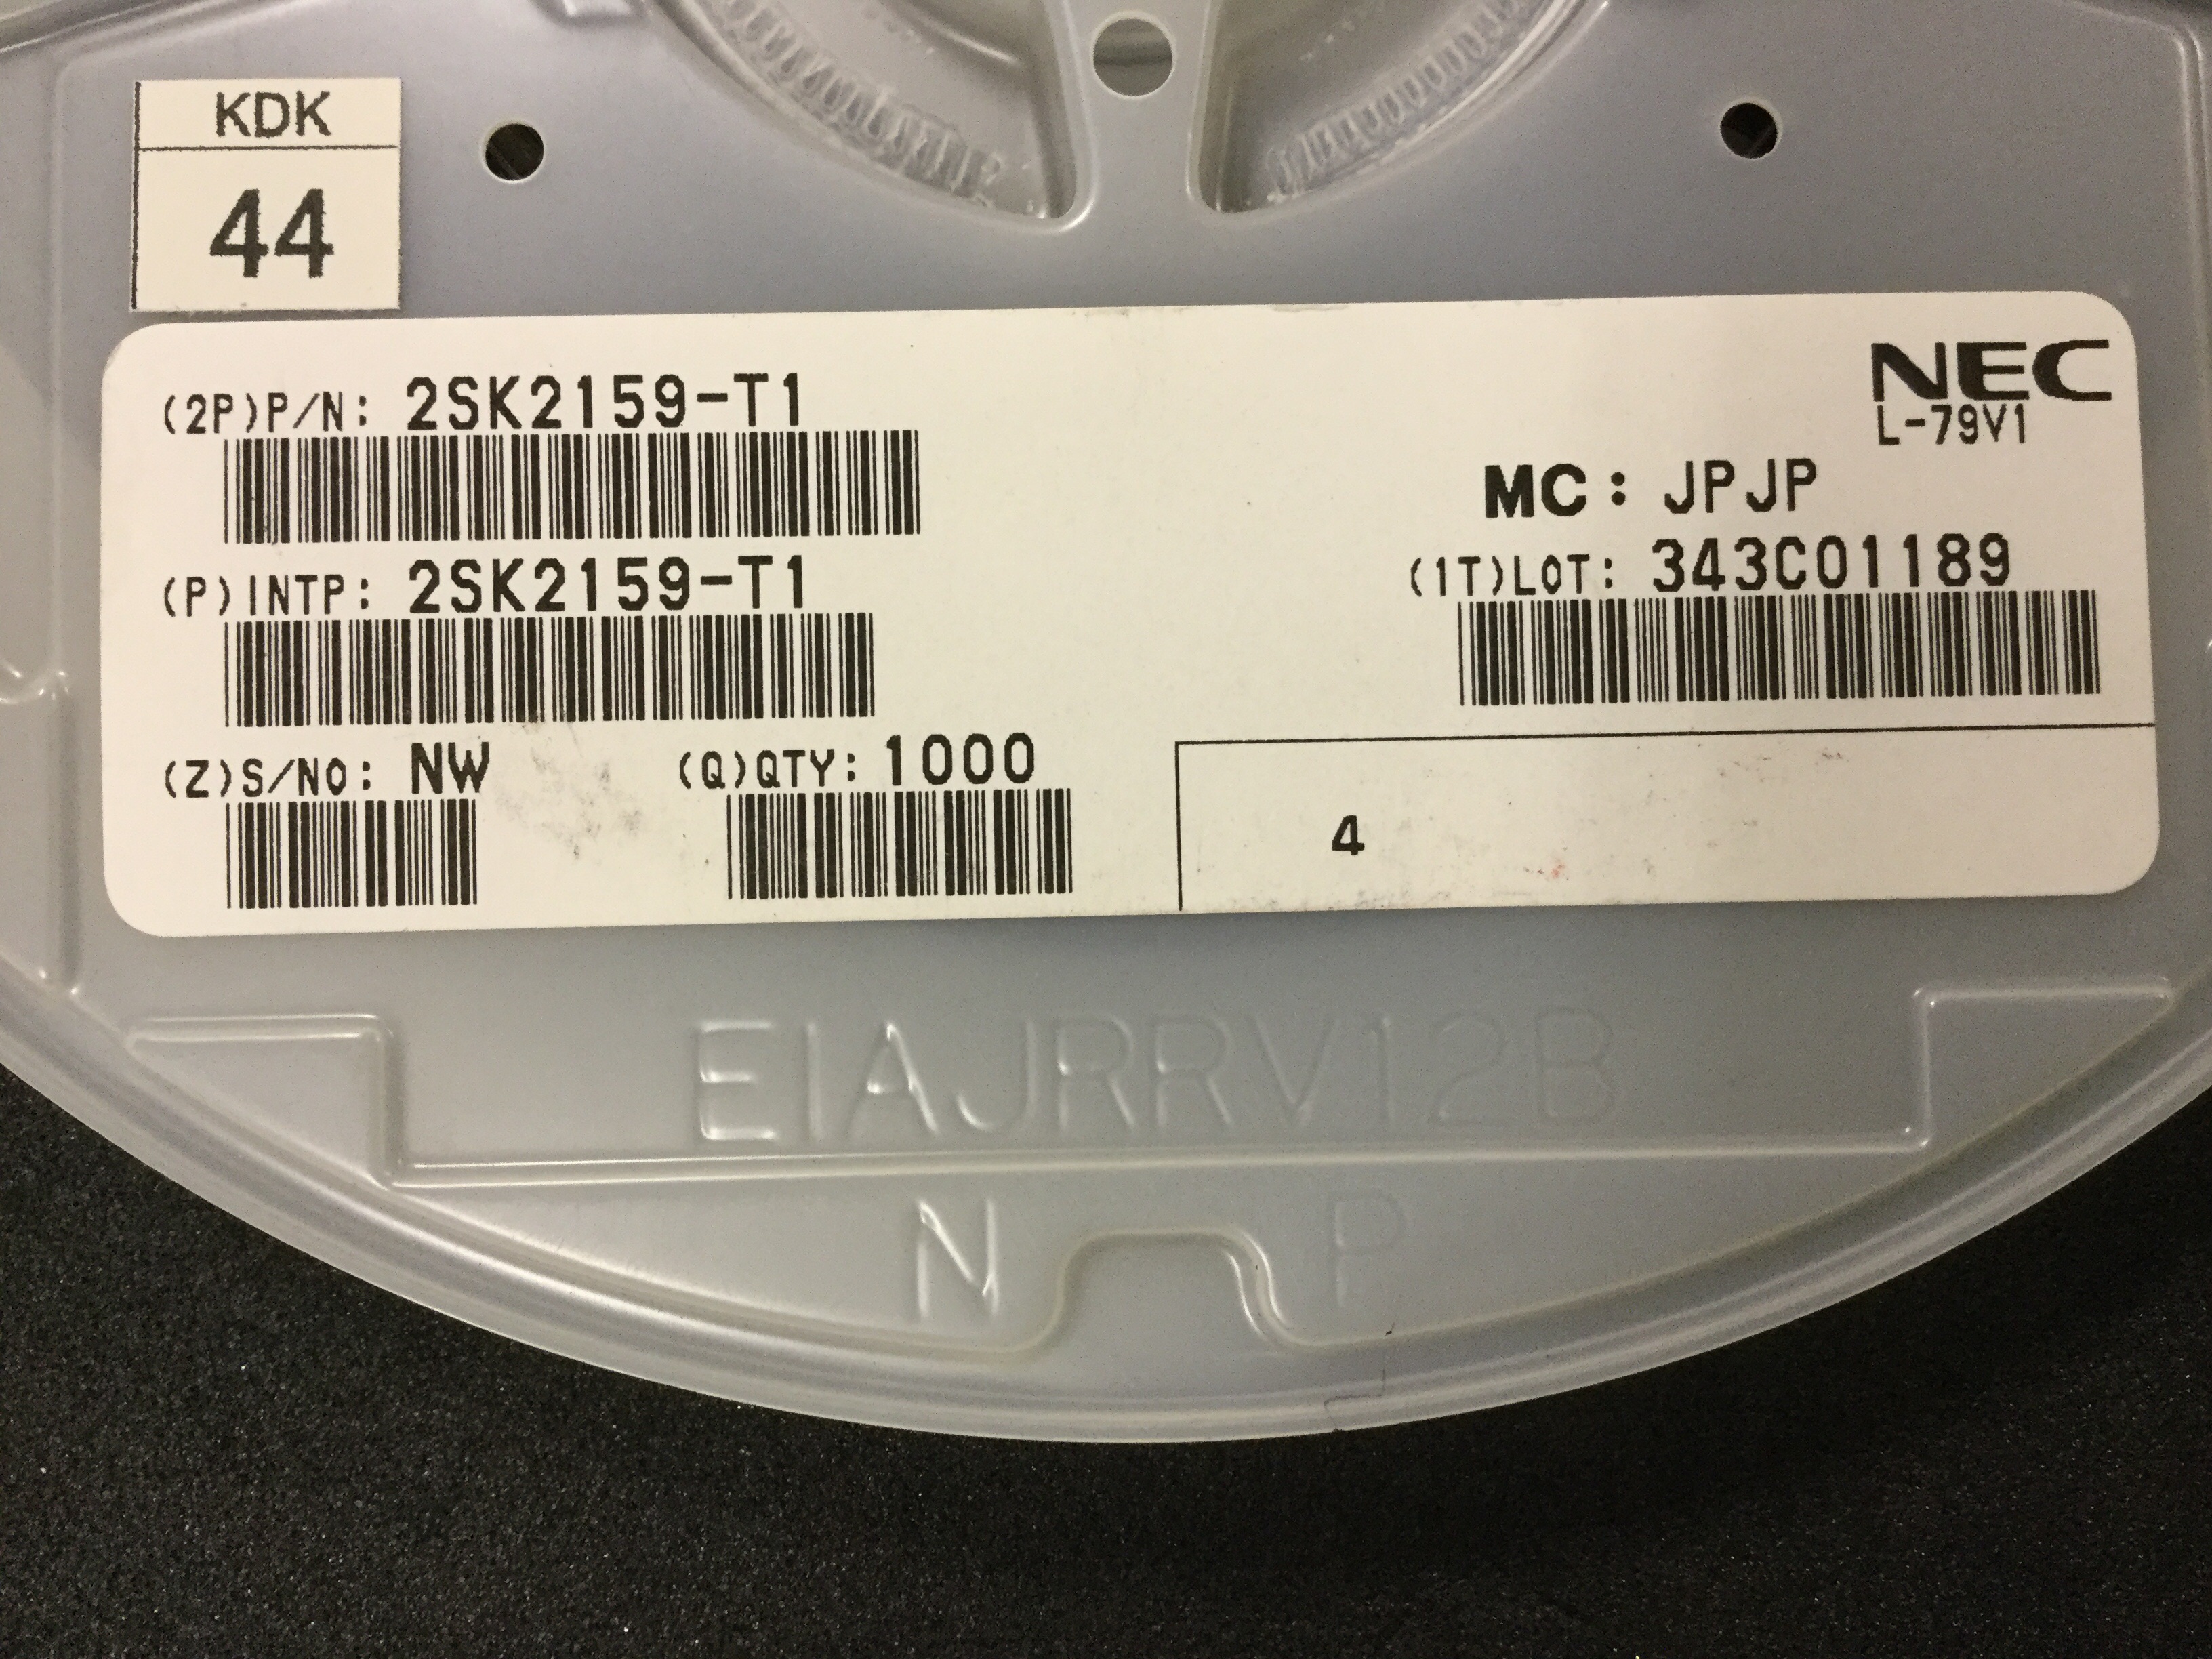 KDK
44
NEC
L-79V1
(2P)P/N: 2SK2159-T1
MC: JPJP
(P)INTP: 2SK2159-T1
(1T)LOT: 343C01189
(Z)S/NO: NW
(Q)QTY: 1000
4
EIAJRRV12B
N P